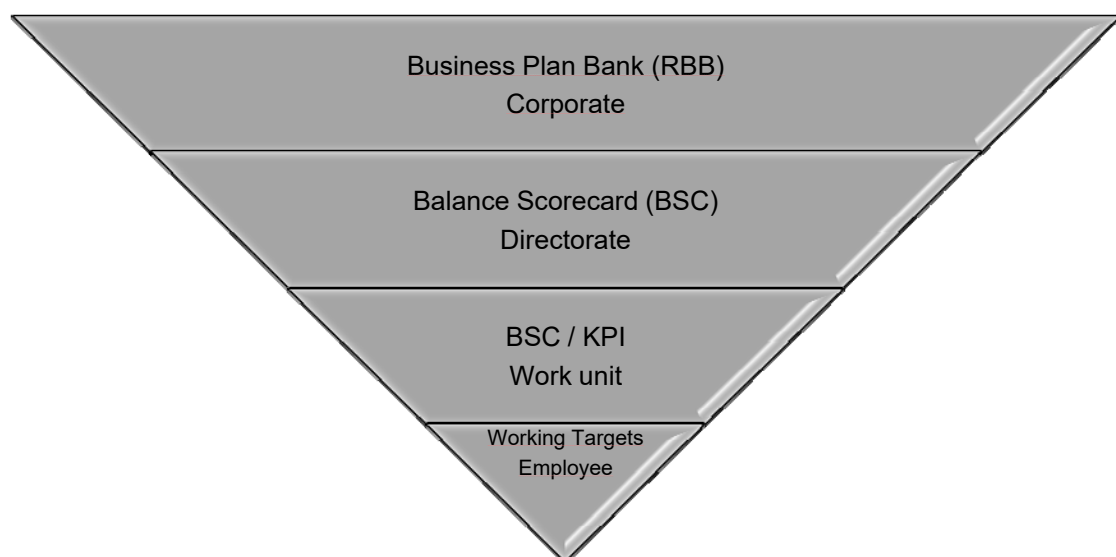 Business Plan Bank (RBB)
Corporate
Balance Scorecard (BSC)
Directorate
BSC / KPI
Work unit
Working Targets
Employee